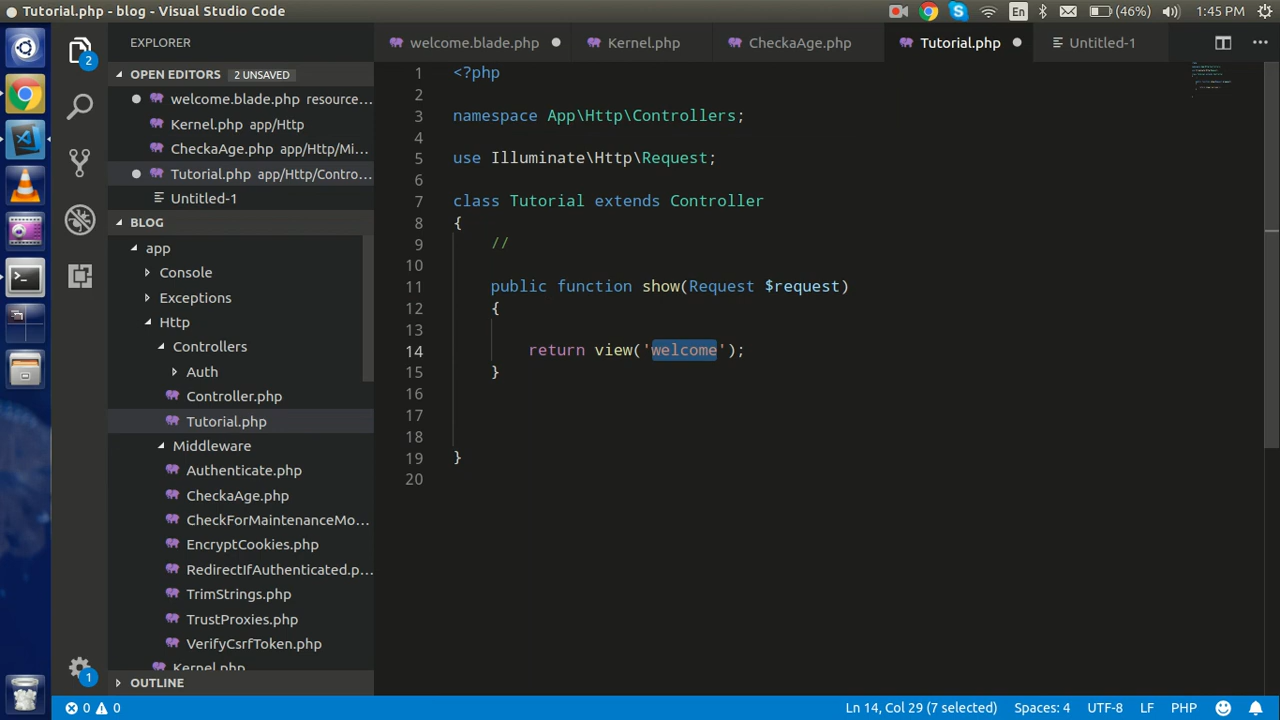 Tutorial.php - blog - Visual Studio Code
En
(46%)
1:45 PM
EXPLORER
OPEN EDITORS
2 UNSAVED
welcome.blade.php resource...
Kernel.php app/Http
CheckaAge.php app/Http/Mi...
Tutorial.php app/Http/Contro...
Untitled-1
BLOG
app
Console
Exceptions
Http
Controllers
Auth
Controller.php
Tutorial.php
Middleware
Authenticate.php
CheckaAge.php
CheckForMaintenanceMo...
EncryptCookies.php
RedirectIfAuthenticated.p...
TrimStrings.php
TrustProxies.php
VerifyCsrfToken.php
Kernel.php
OUTLINE
2
1
welcome.blade.php
Kernel.php
CheckaAge.php
Tutorial.php
Untitled-1
1 <?php
2
3 namespace App\Http\Controllers;
4
5 use Illuminate\Http\Request;
6
7 class Tutorial extends Controller
8 {
9 //
10
11 public function show(Request $request)
12 {
13
14 return view('welcome');
15 }
16
17
18
19 }
20
0 0
Ln 14, Col 29 (7 selected)
Spaces: 4
UTF-8
LF
PHP